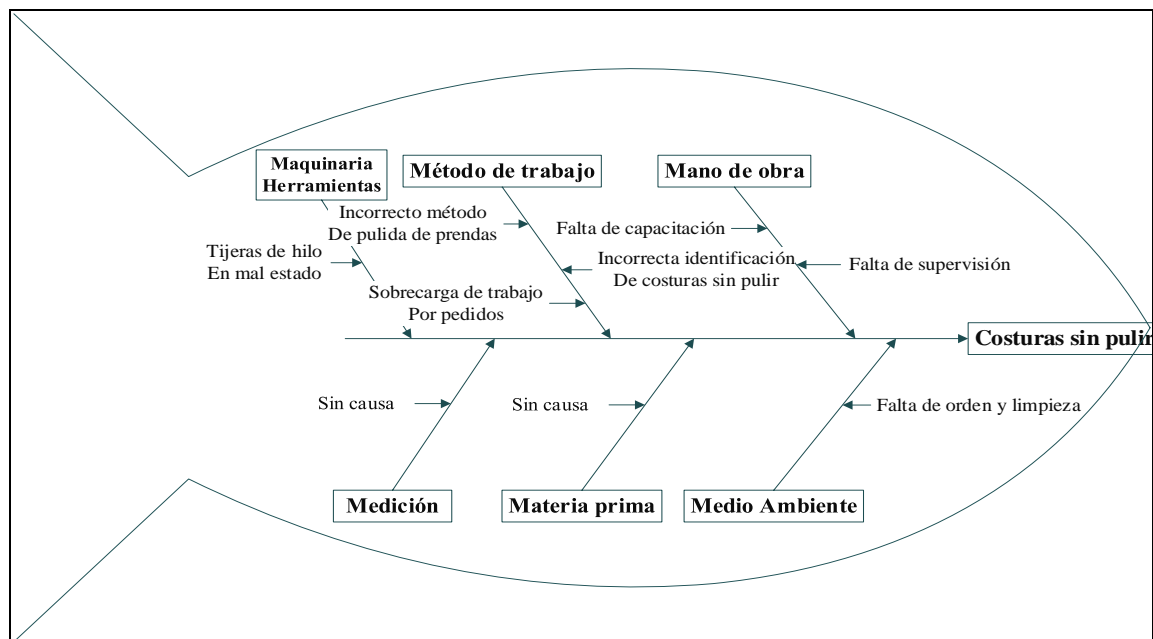 Maquinaria
Herramientas
Método de trabajo
Mano de obra
Incorrecto método
De pulida de prendas
Falta de capacitación
Tijeras de hilo
En mal estado
Incorrecta identificación
De costuras sin pulir
Falta de supervisión
Sobrecarga de trabajo
Por pedidos
Costuras sin pulir
Sin causa
Sin causa
Falta de orden y limpieza
Medición
Materia prima
Medio Ambiente